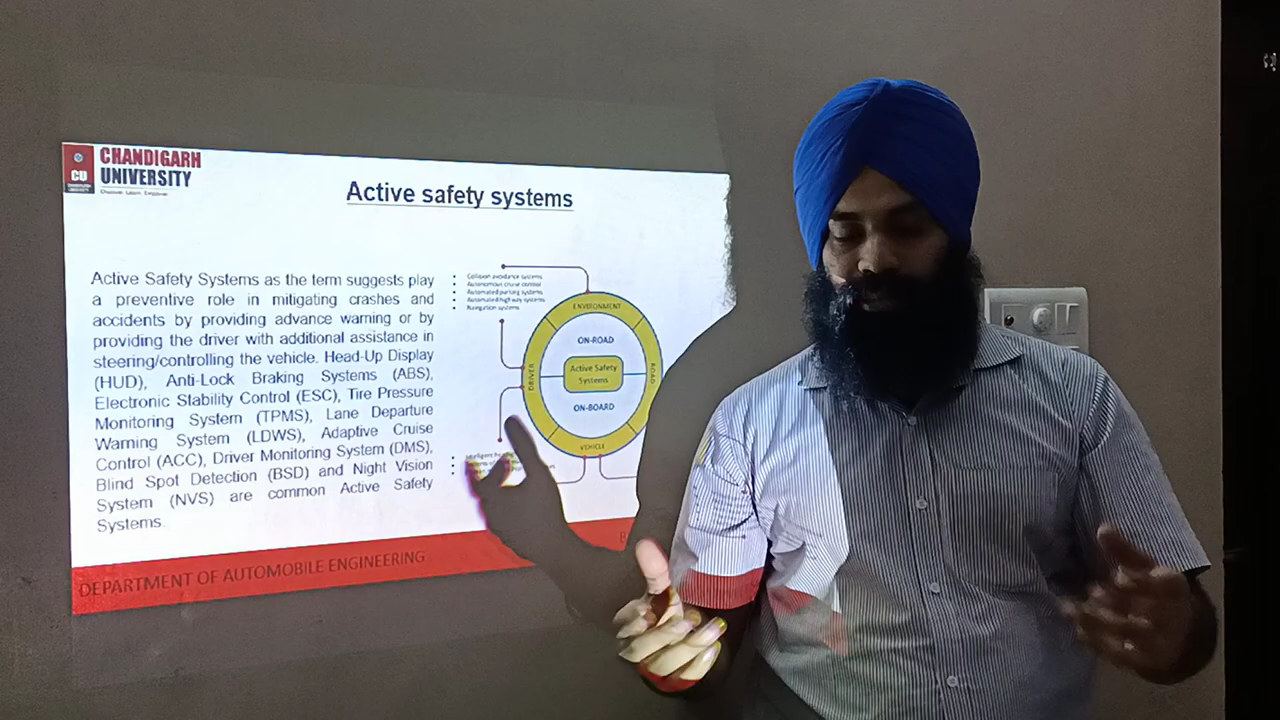 CHANDIGARH
UNIVERSITY
Discover. Learn. Empower.
CU
Active safety systems
Active Safety Systems as the term suggests play
a preventive role in mitigating crashes and
accidents by providing advance warning or by
providing the driver with additional assistance in
steering/controlling the vehicle. Head-Up Display
(HUD), Anti-Lock Braking Systems (ABS),
Electronic Stability Control (ESC), Tire Pressure
Monitoring System (TPMS), Lane Departure
Warning System (LDWS), Adaptive Cruise
Control (ACC), Driver Monitoring System (DMS),
Blind Spot Detection (BSD) and Night Vision
System (NVS) are common Active Safety
Systems.
• Collision avoidance systems
• Autonomous cruise control
• Automated parking systems
• Automated highway systems
• Navigation systems
ENVIRONMENT
ON-ROAD
DRIVER
Active Safety
Systems
ROAD
ON-BOARD
VEHICLE
DEPARTMENT OF AUTOMOBILE ENGINEERING